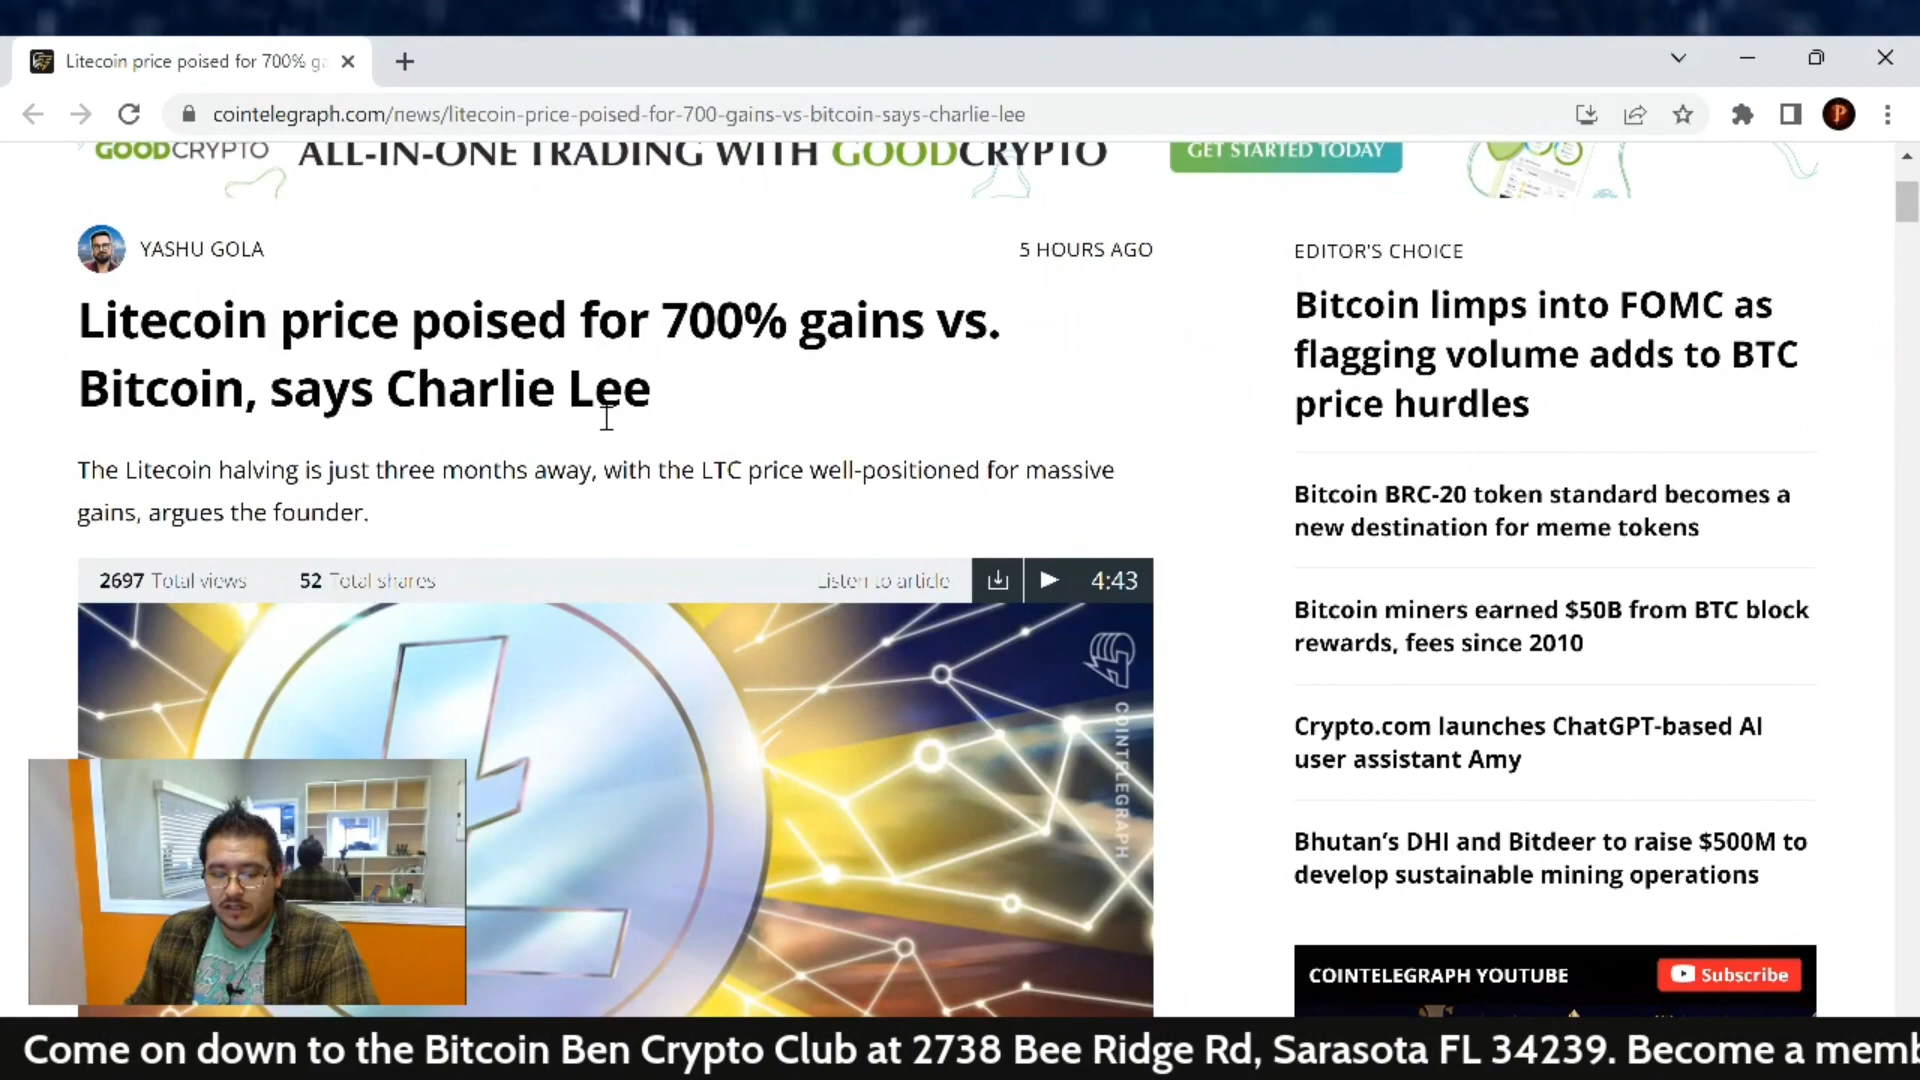 Litecoin price poised for 700% ga
cointelegraph.com/news/litecoin-price-poised-for-700-gains-vs-bitcoin-says-charlie-lee
GOODCRYPTO ALL-IN-ONE TRADING WITH GOODCRYPTO GET STARTED TODAY
YASHU GOLA
5 HOURS AGO
Litecoin price poised for 700% gains vs.
Bitcoin, says Charlie Lee
The Litecoin halving is just three months away, with the LTC price well-positioned for massive
gains, argues the founder.
2697 Total views 52 Total shares Listen to article 4:43
COINTELEGRAPH
EDITOR'S CHOICE
Bitcoin limps into FOMC as
flagging volume adds to BTC
price hurdles
Bitcoin BRC-20 token standard becomes a
new destination for meme tokens
Bitcoin miners earned $50B from BTC block
rewards, fees since 2010
Crypto.com launches ChatGPT-based AI
user assistant Amy
Bhutan’s DHI and Bitdeer to raise $500M to
develop sustainable mining operations
COINTELEGRAPH YOUTUBE Subscribe
Come on down to the Bitcoin Ben Crypto Club at 2738 Bee Ridge Rd, Sarasota FL 34239. Become a memb